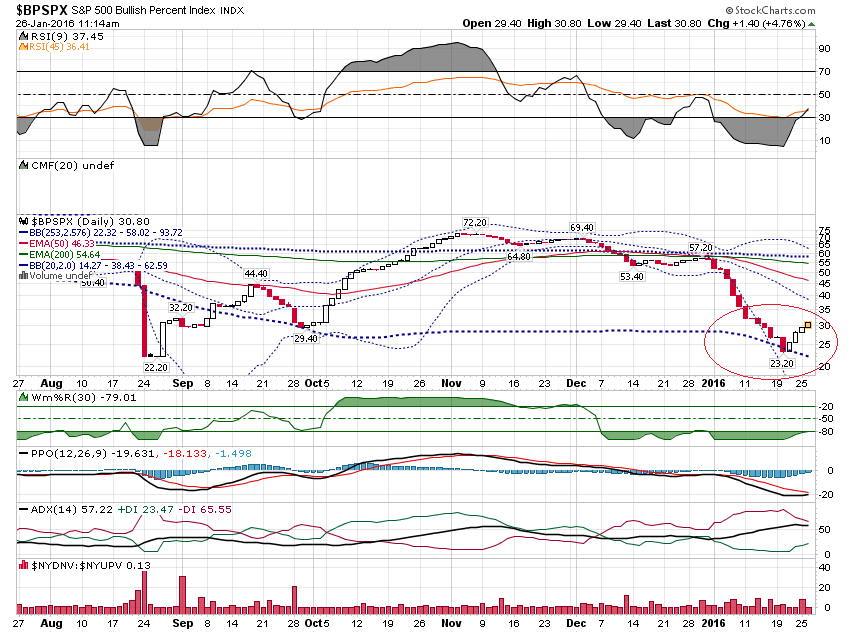 $BPSPX S&P 500 Bullish Percent Index INDX
© StockCharts.com
26-Jan-2016 11:14am
Open 29.40 High 30.80 Low 29.40 Last 30.80 Chg +1.40 (+4.76%)
RSI(9) 37.45
RSI(45) 36.41
90
70
50
30
10
CMF(20) undef
$BPSPX (Daily) 30.80
BB(253,2.576) 22.32 - 58.02 - 93.72
EMA(50) 46.33
EMA(200) 54.64
BB(20,2.0) 14.27 - 38.43 - 62.59
Volume undef
50.40
22.20
32.20
44.40
29.40
72.20
64.80
69.40
53.40
57.20
23.20
75
70
65
60
55
50
45
40
35
30
25
20
27 Aug 10 17 24 Sep 8 14 21 28 Oct 5 12 19 26 Nov 9 16 23 Dec 7 14 21 28 2016 11 19 25
Wm%R(30) -79.01
-20
-50
-80
PPO(12,26,9) -19.631, -18.133, -1.498
0
-20
ADX(14) 57.22 +DI 23.47 -DI 65.55
50
0
$NYDNV:$NYUPV 0.13
40
20
0
27 Aug 10 17 24 Sep 8 14 21 28 Oct 5 12 19 26 Nov 9 16 23 Dec 7 14 21 28 2016 11 19 25